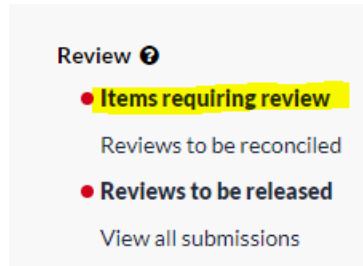 Review ?
Items requiring review
Reviews to be reconciled
Reviews to be released
View all submissions